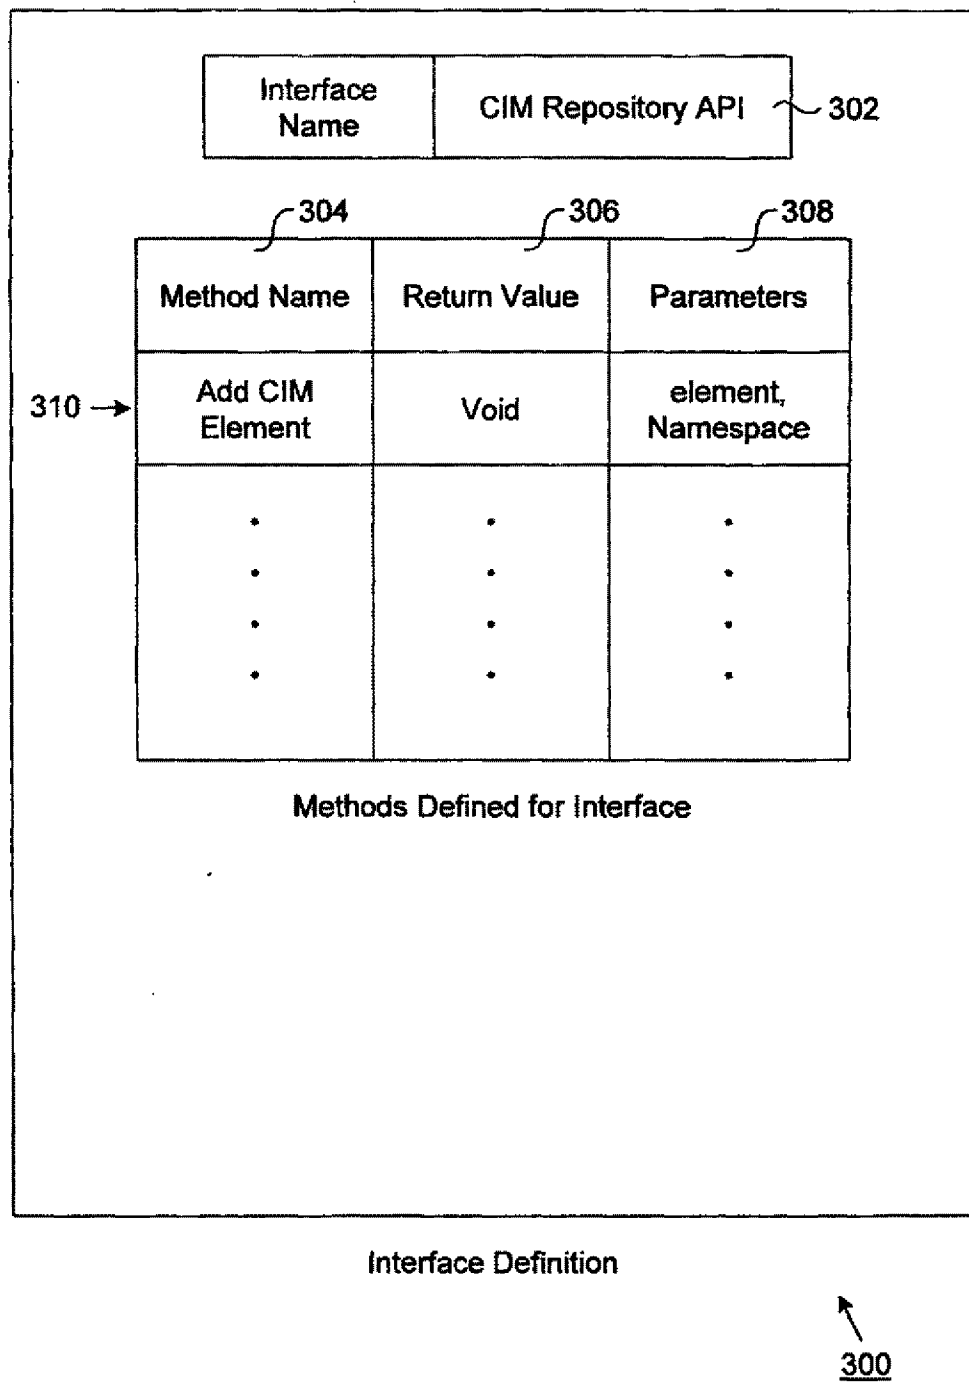 Interface
Name
CIM Repository API
302
304
306
308
Method Name
Return Value
Parameters
310
Add CIM
Element
Void
element,
Namespace
Methods Defined for Interface
Interface Definition
300